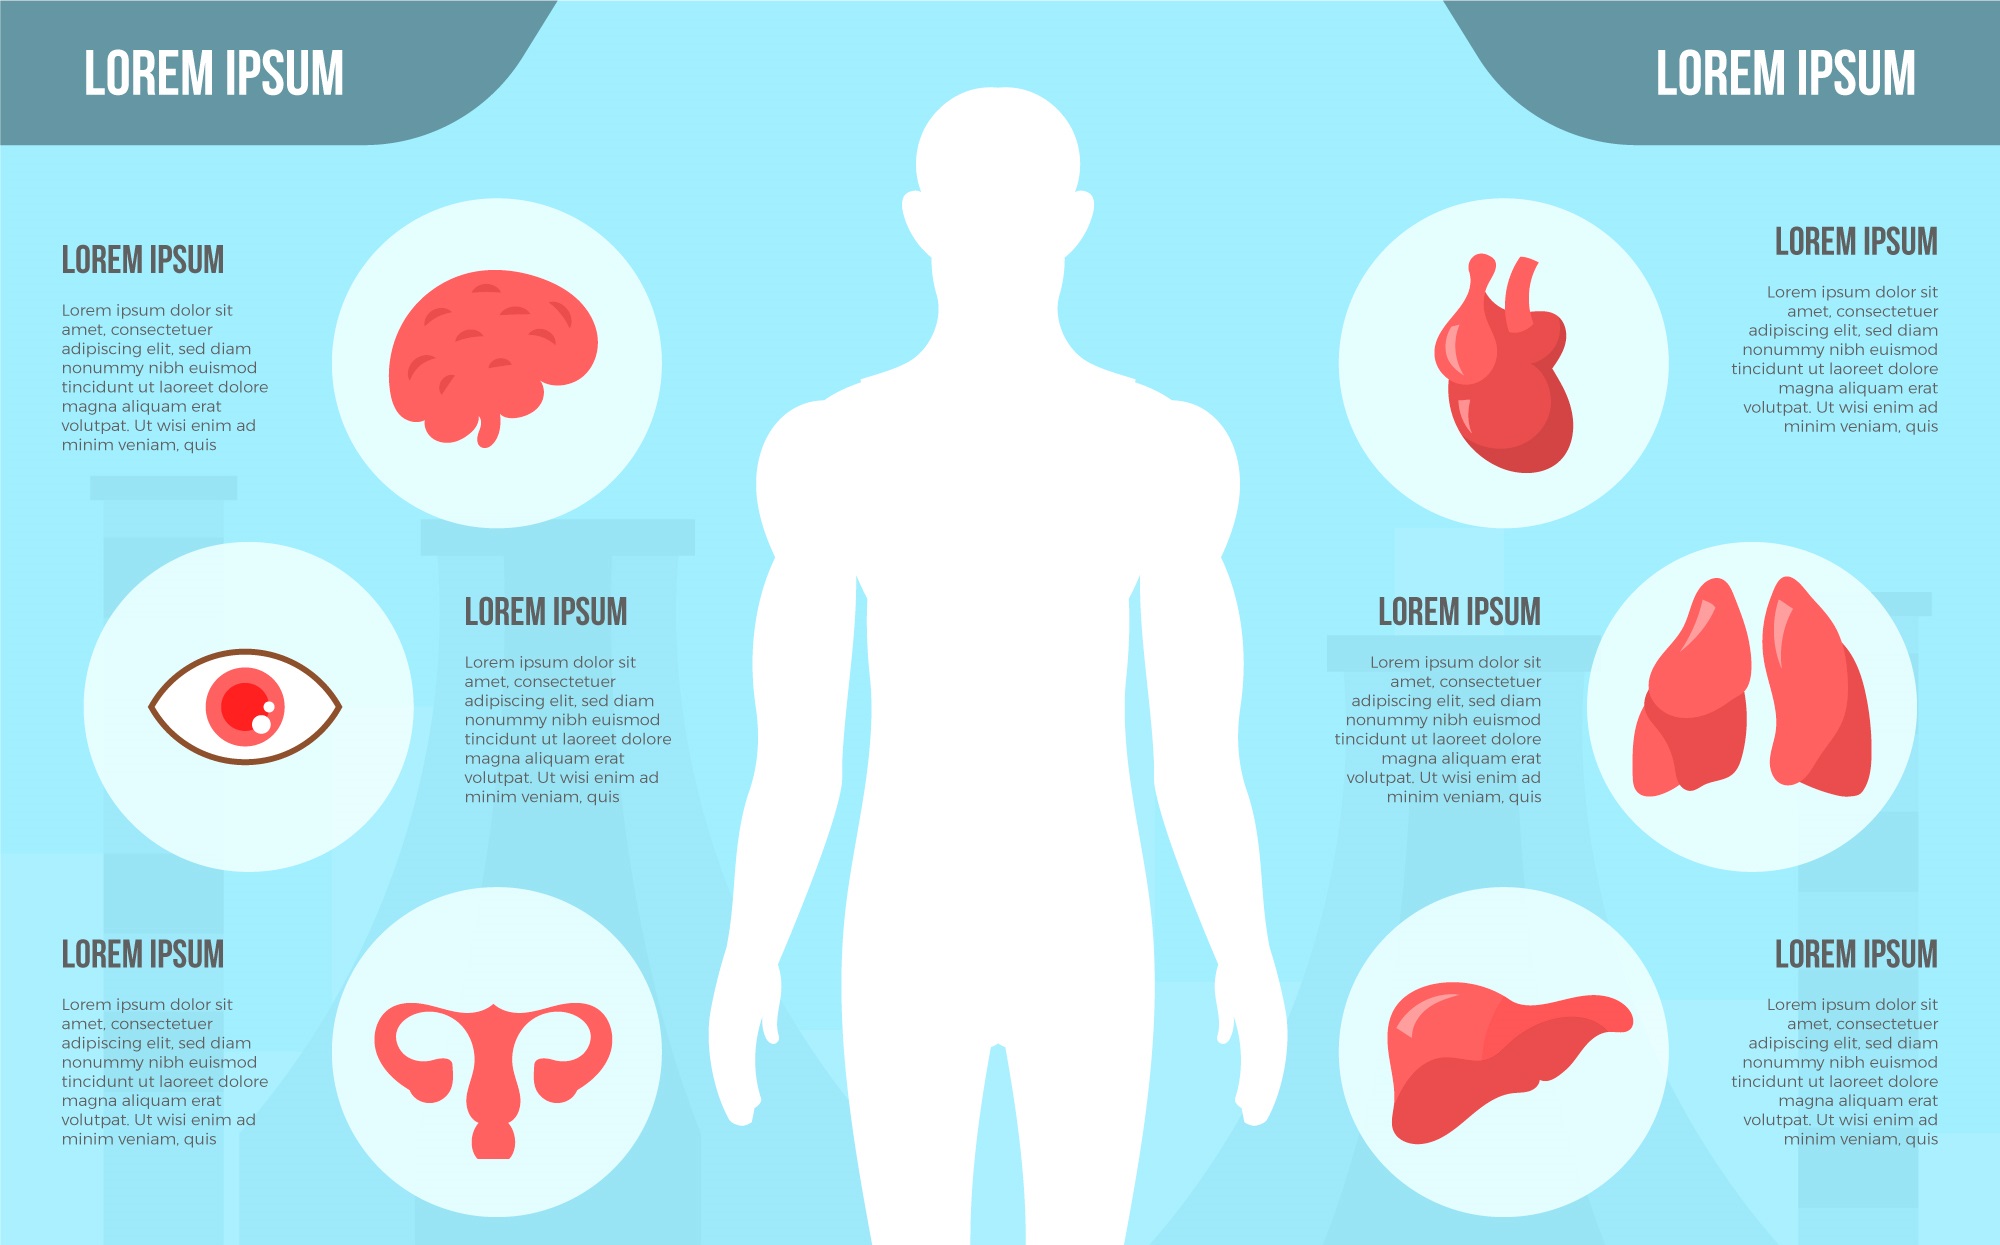 LOREM IPSUM
LOREM IPSUM
LOREM IPSUM
Lorem ipsum dolor sit
amet, consectetuer
adipiscing elit, sed diam
nonummy nibh euismod
tincidunt ut laoreet dolore
magna aliquam erat
volutpat. Ut wisi enim ad
minim veniam, quis
LOREM IPSUM
Lorem ipsum dolor sit
amet, consectetuer
adipiscing elit, sed diam
nonummy nibh euismod
tincidunt ut laoreet dolore
magna aliquam erat
volutpat. Ut wisi enim ad
minim veniam, quis
LOREM IPSUM
Lorem ipsum dolor sit
amet, consectetuer
adipiscing elit, sed diam
nonummy nibh euismod
tincidunt ut laoreet dolore
magna aliquam erat
volutpat. Ut wisi enim ad
minim veniam, quis
LOREM IPSUM
Lorem ipsum dolor sit
amet, consectetuer
adipiscing elit, sed diam
nonummy nibh euismod
tincidunt ut laoreet dolore
magna aliquam erat
volutpat. Ut wisi enim ad
minim veniam, quis
LOREM IPSUM
Lorem ipsum dolor sit
amet, consectetuer
adipiscing elit, sed diam
nonummy nibh euismod
tincidunt ut laoreet dolore
magna aliquam erat
volutpat. Ut wisi enim ad
minim veniam, quis
LOREM IPSUM
Lorem ipsum dolor sit
amet, consectetuer
adipiscing elit, sed diam
nonummy nibh euismod
tincidunt ut laoreet dolore
magna aliquam erat
volutpat. Ut wisi enim ad
minim veniam, quis